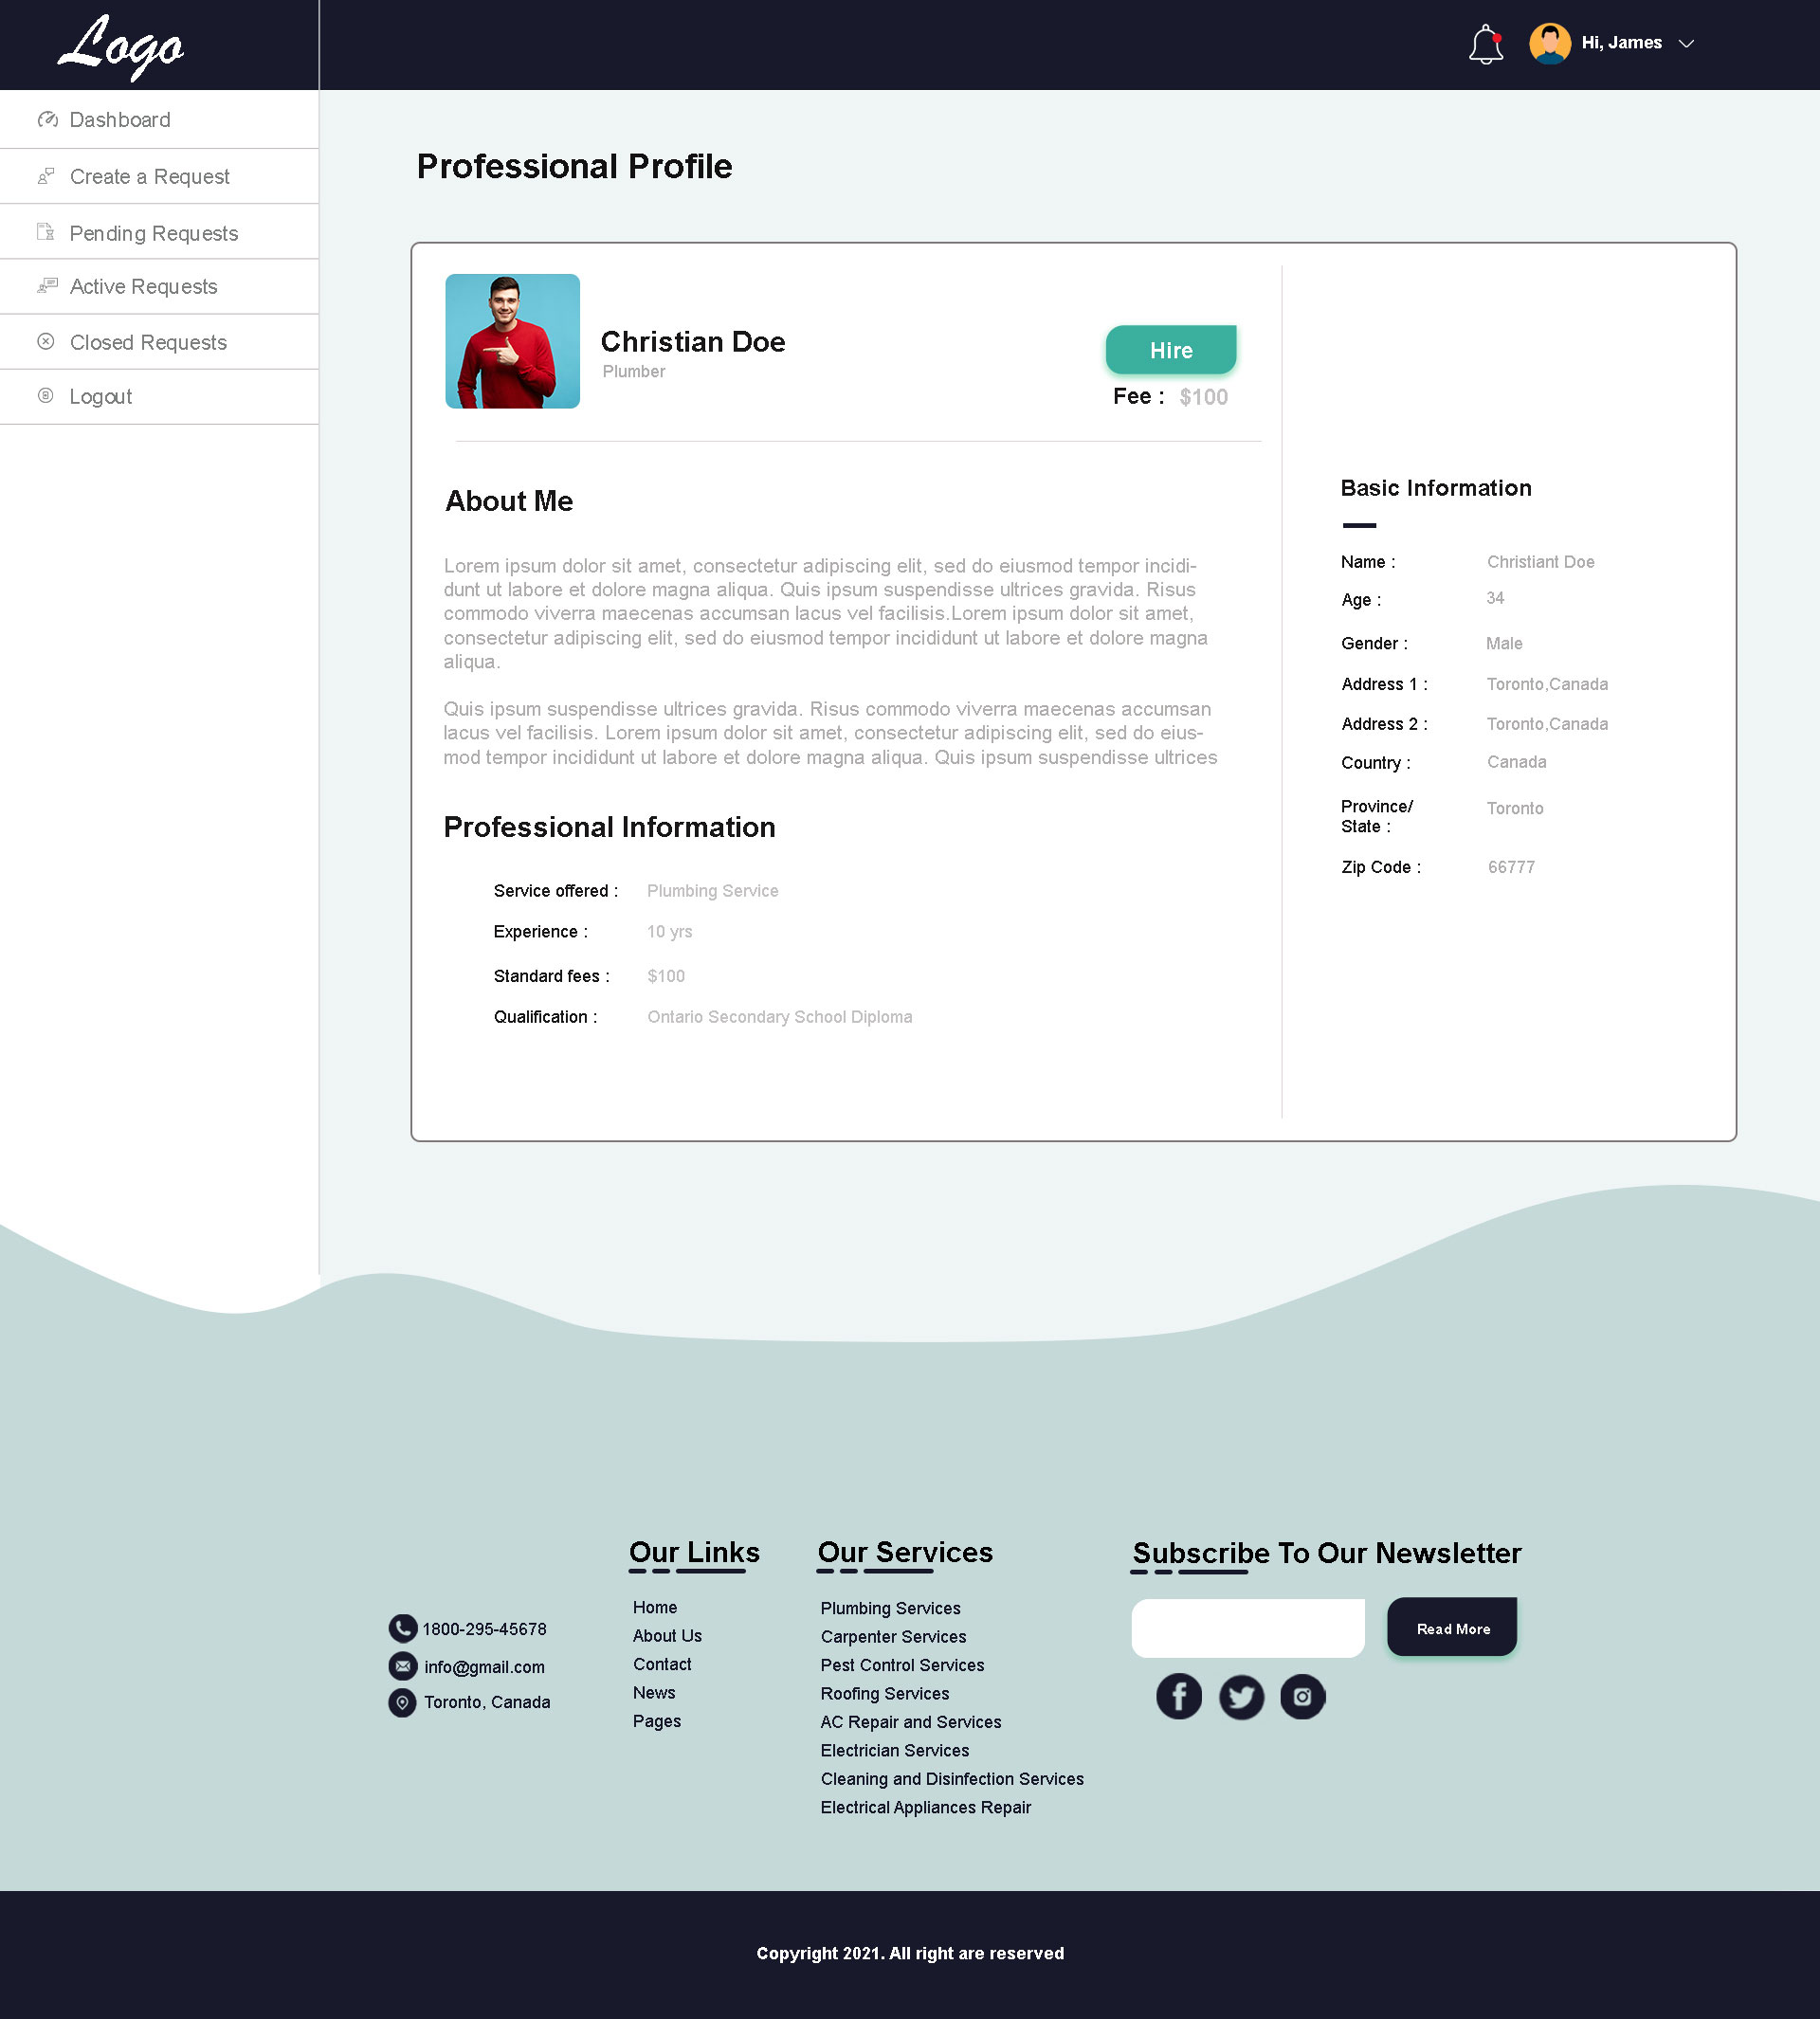 Logo
Hi, James
Dashboard
Create a Request
Pending Requests
Active Requests
Closed Requests
Logout
Professional Profile
Christian Doe
Plumber
Hire
Fee : $100
About Me
Lorem ipsum dolor sit amet, consectetur adipiscing elit, sed do eiusmod tempor incidi-
dunt ut labore et dolore magna aliqua. Quis ipsum suspendisse ultrices gravida. Risus
commodo viverra maecenas accumsan lacus vel facilisis.Lorem ipsum dolor sit amet,
consectetur adipiscing elit, sed do eiusmod tempor incididunt ut labore et dolore magna
aliqua.
Quis ipsum suspendisse ultrices gravida. Risus commodo viverra maecenas accumsan
lacus vel facilisis. Lorem ipsum dolor sit amet, consectetur adipiscing elit, sed do eius-
mod tempor incididunt ut labore et dolore magna aliqua. Quis ipsum suspendisse ultrices
Professional Information
Service offered : Plumbing Service
Experience : 10 yrs
Standard fees : $100
Qualification : Ontario Secondary School Diploma
Basic Information
Name : Christiant Doe
Age : 34
Gender : Male
Address 1 : Toronto,Canada
Address 2 : Toronto,Canada
Country : Canada
Province/ Toronto
State :
Zip Code : 66777
1800-295-45678
info@gmail.com
Toronto, Canada
Our Links
Home
About Us
Contact
News
Pages
Our Services
Plumbing Services
Carpenter Services
Pest Control Services
Roofing Services
AC Repair and Services
Electrician Services
Cleaning and Disinfection Services
Electrical Appliances Repair
Subscribe To Our Newsletter
Read More
Copyright 2021. All right are reserved